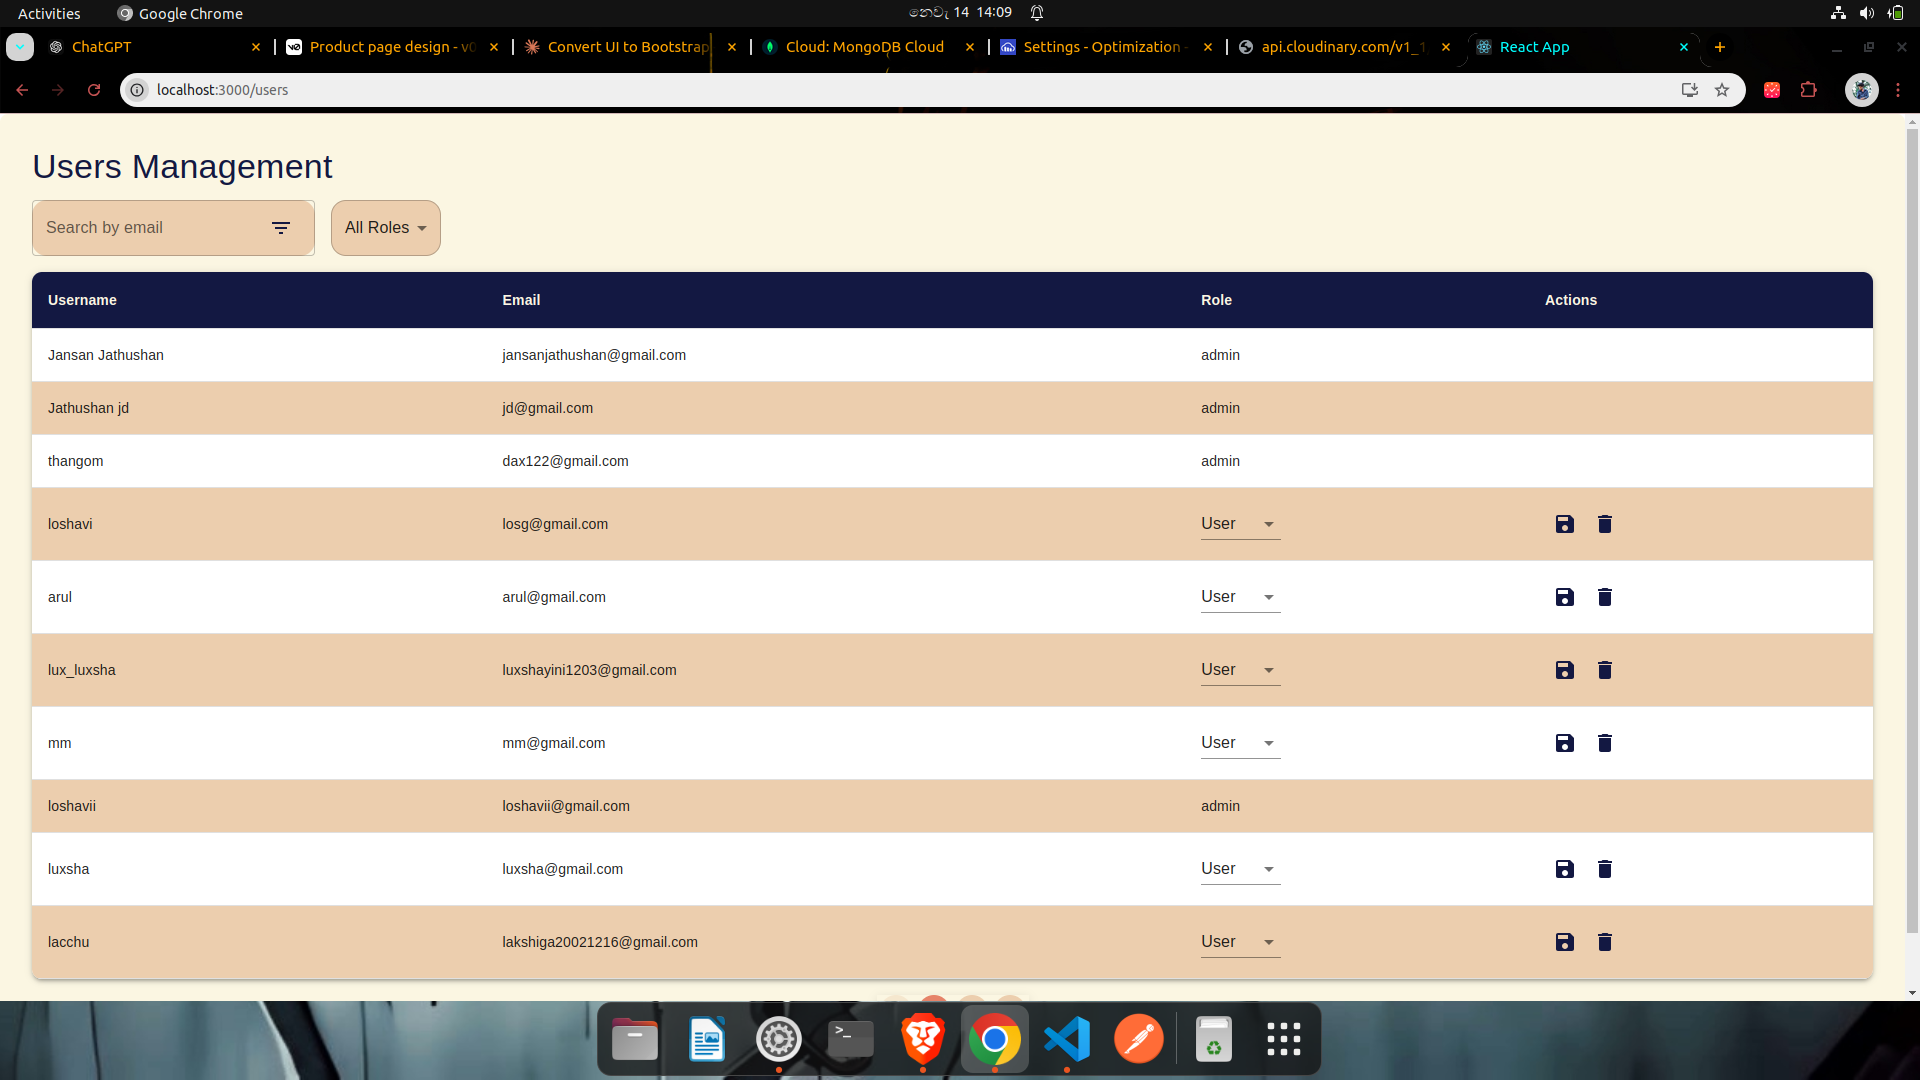 Activities
Google Chrome
නොවැ 14 14:09
ChatGPT
Product page design - v0
Convert UI to Bootstrap
Cloud: MongoDB Cloud
Settings - Optimization -
api.cloudinary.com/v1_1
React App
localhost:3000/users
Users Management
Search by email
All Roles
Username Email Role Actions
Jansan Jathushan jansanjathushan@gmail.com admin
Jathushan jd jd@gmail.com admin
thangom dax122@gmail.com admin
loshavi losg@gmail.com User
arul arul@gmail.com User
lux_luxsha luxshayini1203@gmail.com User
mm mm@gmail.com User
loshavii loshavii@gmail.com admin
luxsha luxsha@gmail.com User
lacchu lakshiga20021216@gmail.com User